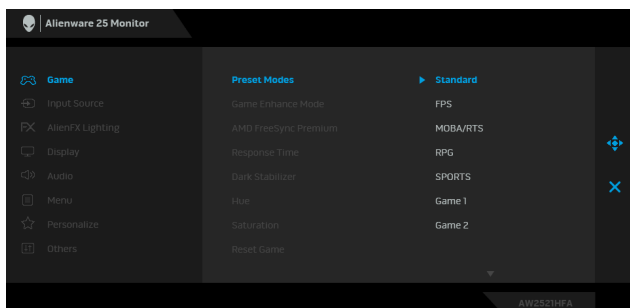 Alienware 25 Monitor
Game
Preset Modes
Standard
Input Source
Game Enhance Mode
FPS
FX AlienFX Lighting
AMD FreeSync Premium
MOBA/RTS
Display
Response Time
RPG
Audio
Dark Stabilizer
SPORTS
Menu
Hue
Game 1
Personalize
Saturation
Game 2
Others
Reset Game
AW2521HFA